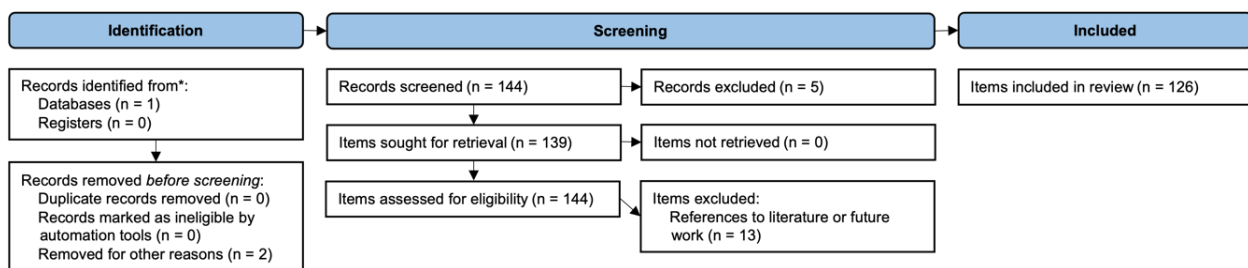 Identification
Records identified from*:
Databases (n = 1)
Registers (n = 0)
Records removed before screening:
Duplicate records removed (n = 0)
Records marked as ineligible by
automation tools (n = 0)
Removed for other reasons (n = 2)
Screening
Records screened (n = 144)
Records excluded (n = 5)
Items sought for retrieval (n = 139)
Items not retrieved (n = 0)
Items assessed for eligibility (n = 144)
Items excluded:
References to literature or future
work (n = 13)
Included
Items included in review (n = 126)